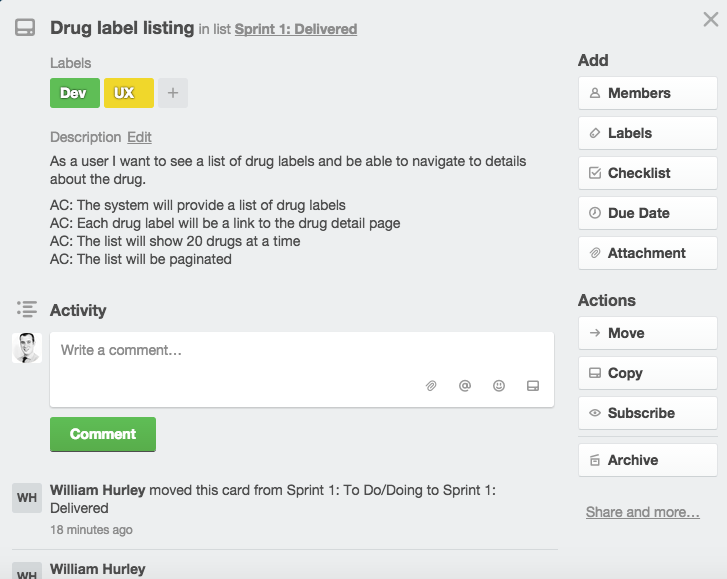 Drug label listing in list Sprint 1: Delivered
Labels
Dev UX +
Description Edit
As a user I want to see a list of drug labels and be able to navigate to details
about the drug.
AC: The system will provide a list of drug labels
AC: Each drug label will be a link to the drug detail page
AC: The list will show 20 drugs at a time
AC: The list will be paginated
Activity
Write a comment…
Comment
WH William Hurley moved this card from Sprint 1: To Do/Doing to Sprint 1:
Delivered
18 minutes ago
WH William Hurley
Add
Members
Labels
Checklist
Due Date
Attachment
Actions
Move
Copy
Subscribe
Archive
Share and more…